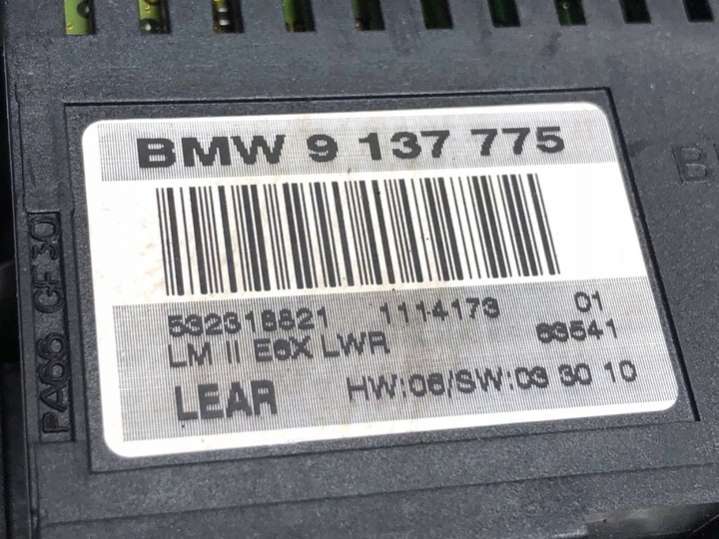 BMW 9 137 775
532318821 1114173 01
LM II E6X LWR 83541
LEAR HW:06/SW:03 30 10
PA66 GF30